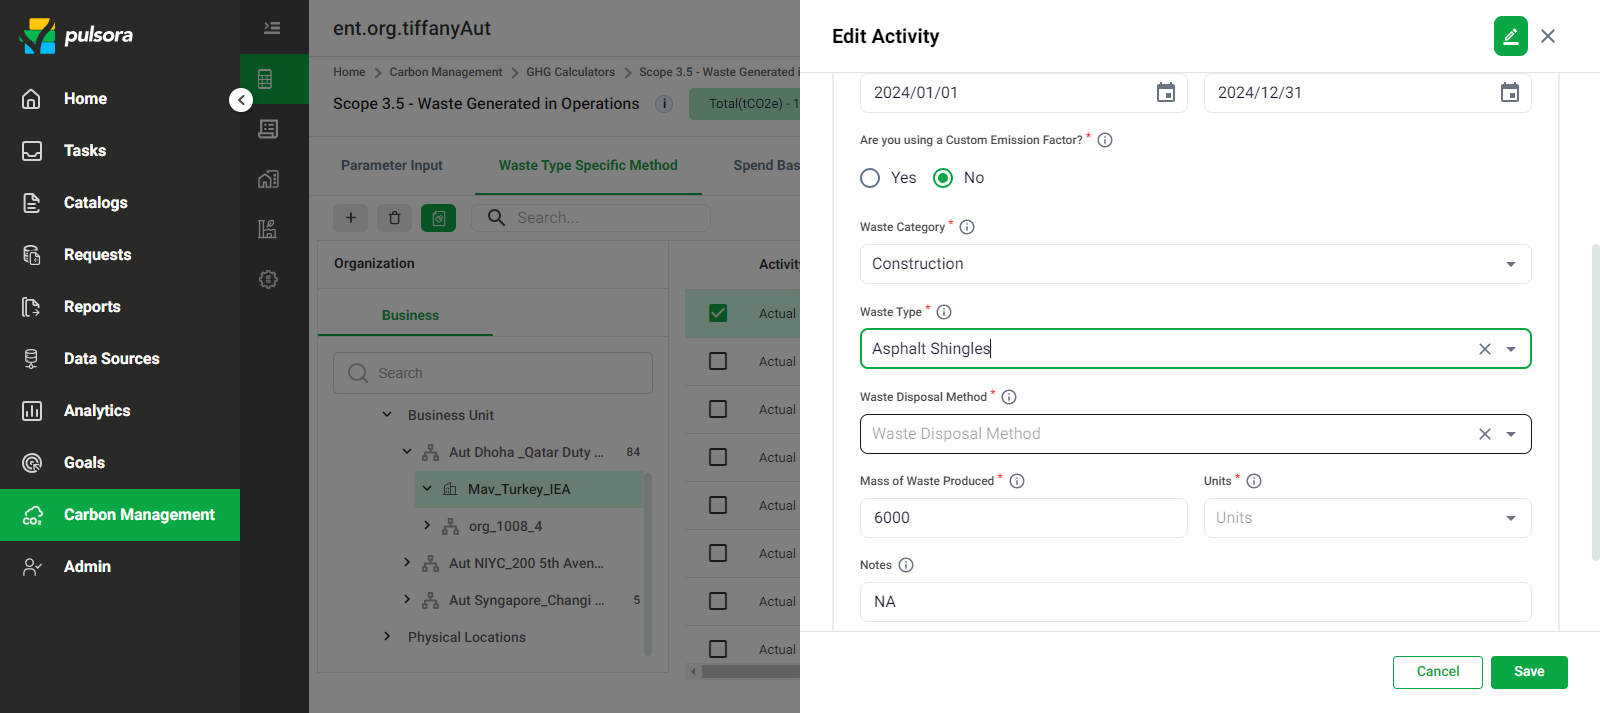 pulsora
Home
Tasks
Catalogs
Requests
Reports
Data Sources
Analytics
Goals
Carbon Management
Admin
ent.org.tiffanyAut
Home > Carbon Management > GHG Calculators > Scope 3.5 - Waste Generated
Scope 3.5 - Waste Generated in Operations
Total(tCO2e) - 1
Parameter Input
Waste Type Specific Method
Spend Bas
Search...
Organization
Business
Search
Business Unit
Aut Dhoha _Qatar Duty ... 84
Mav_Turkey_IEA
org_1008_4
Aut NIYC_200 5th Aven...
Aut Syngapore_Changi ... 5
Physical Locations
Activity
Actual
Actual
Actual
Actual
Actual
Actual
Actual
Actual
Edit Activity
2024/01/01
2024/12/31
Are you using a Custom Emission Factor? *
Yes
No
Waste Category *
Construction
Waste Type *
Asphalt Shingles
Waste Disposal Method *
Waste Disposal Method
Mass of Waste Produced *
Units *
6000
Units
Notes
NA
Cancel
Save